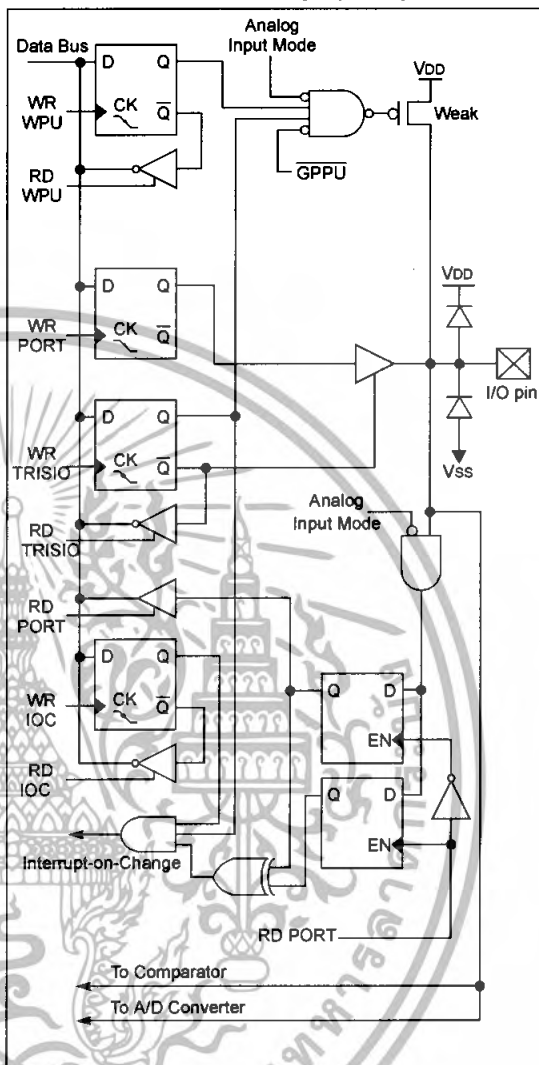 Analog
Input Mode
Data Bus
D Q
VDD
WR
WPU
CK
Q
Weak
RD
WPU
GPPU
D Q
VDD
WR
PORT
CK
Q
I/O pin
D Q
WR
TRISIO
CK
Q
VSS
Analog
Input Mode
RD
TRISIO
RD
PORT
D Q
Q D
WR
IOC
CK
Q
EN
RD
IOC
Q D
Interrupt-on-Change
EN
RD PORT
To Comparator
To A/D Converter